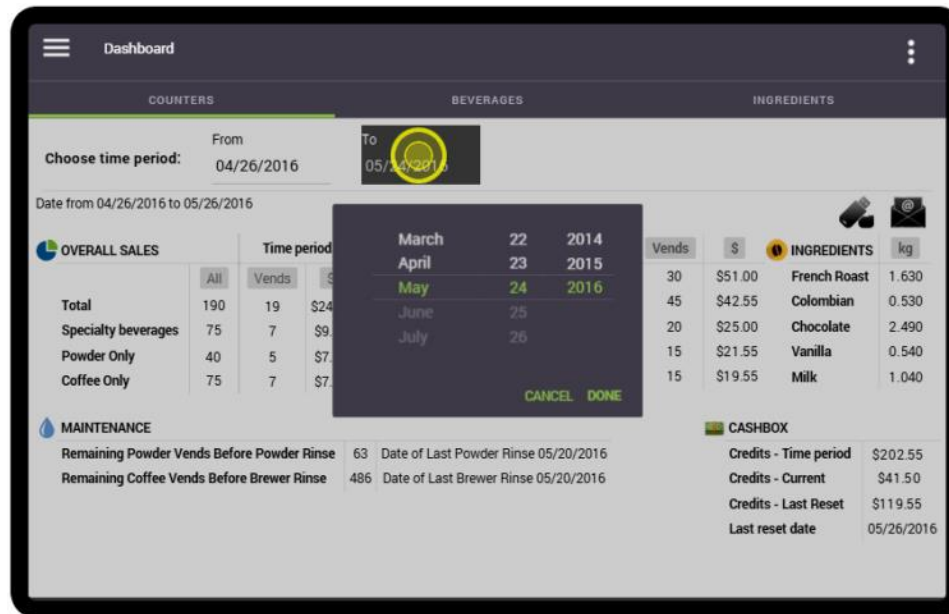 Dashboard
COUNTERS BEVERAGES INGREDIENTS
From To
Choose time period: 04/26/2016 05/24/2016
Date from 04/26/2016 to 05/26/2016
OVERALL SALES Time period
All Vends $
Total 190 19 $24
Specialty beverages 75 7 $9.
Powder Only 40 5 $7.
Coffee Only 75 7 $7.
March 22 2014
April 23 2015
May 24 2016
June 25
July 26
CANCEL DONE
Vends $ INGREDIENTS kg
30 $51.00 French Roast 1.630
45 $42.55 Colombian 0.530
20 $25.00 Chocolate 2.490
15 $21.55 Vanilla 0.540
15 $19.55 Milk 1.040
MAINTENANCE
Remaining Powder Vends Before Powder Rinse 63 Date of Last Powder Rinse 05/20/2016
Remaining Coffee Vends Before Brewer Rinse 486 Date of Last Brewer Rinse 05/20/2016
CASHBOX
Credits - Time period $202.55
Credits - Current $41.50
Credits - Last Reset $119.55
Last reset date 05/26/2016